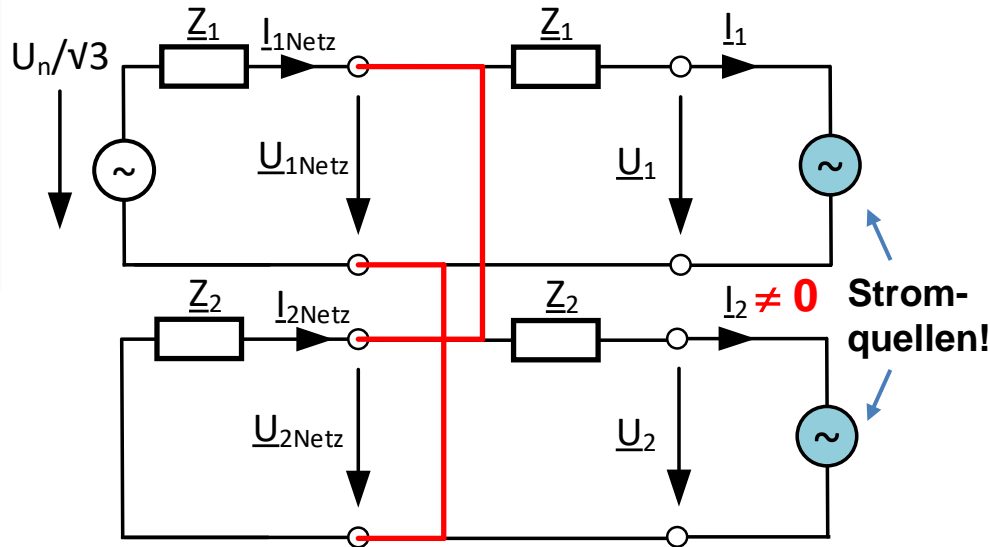 Z1
I1Netz
Z1
I1
Un/√3
~
U1Netz
U1
~
Z2
I2Netz
Z2
I2 ≠ 0
Strom-
quellen!
U2Netz
U2
~